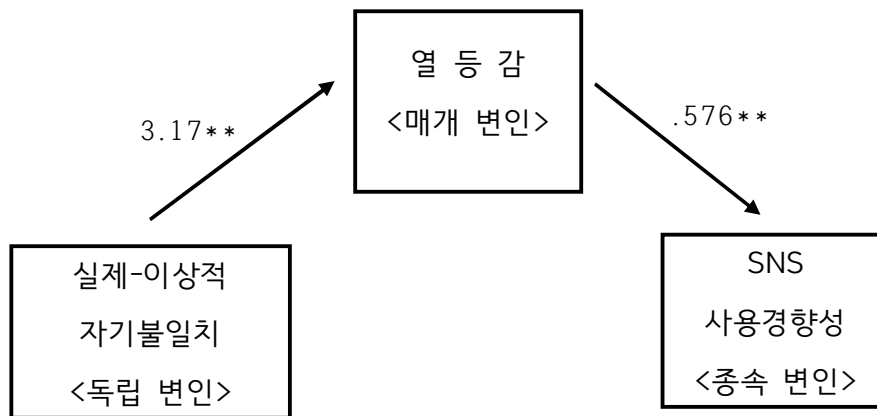 열 등 감
<매개 변인>
3.17**
.576**
실제-이상적
자기불일치
<독립 변인>
SNS
사용경향성
<종속 변인>